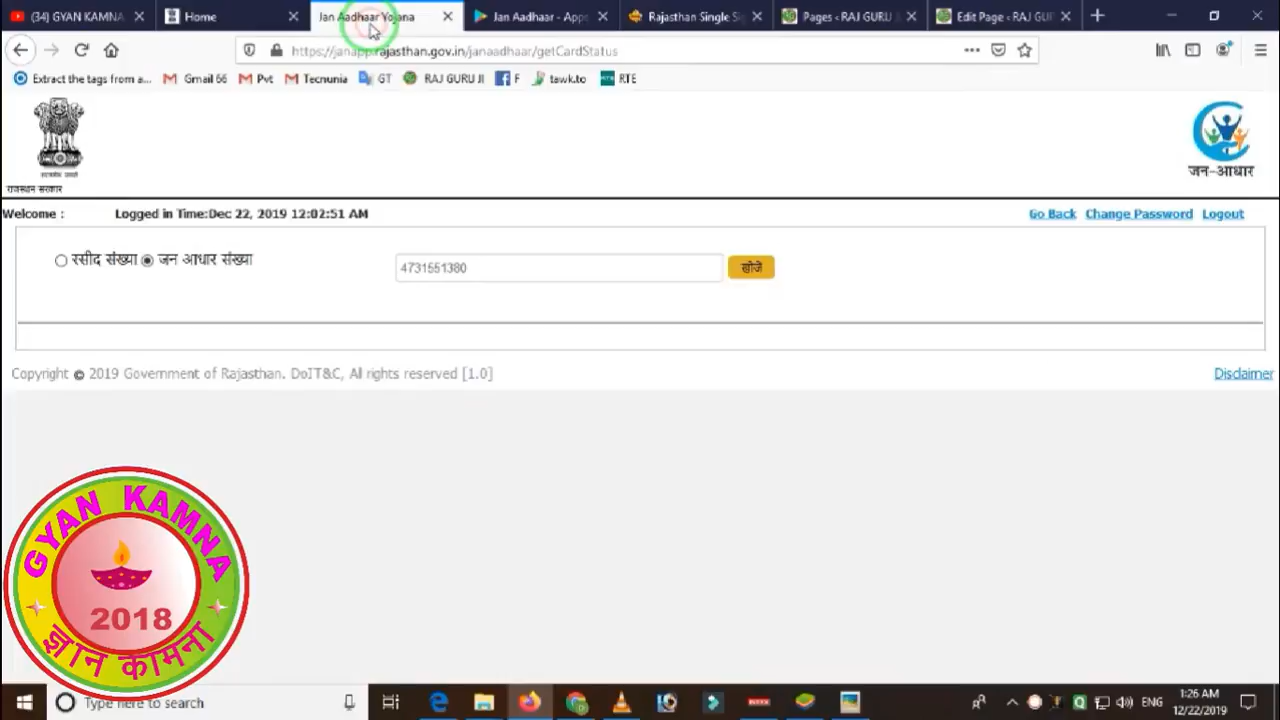 (34) GYAN KAMNA
Home
Jan Aadhaar Yojana
Jan Aadhaar - Apps
Rajasthan Single Si
Pages ‹ RAJ GURU J
Edit Page ‹ RAJ GUR
https://janapp.rajasthan.gov.in/janaadhaar/getCardStatus
Extract the tags from a...
Gmail 66
Pvt
Tecnunia
GT
RAJ GURU JI
F
tawk.to
RTE
राजस्थान सरकार
जन-आधार
Welcome :
Logged in Time:Dec 22, 2019 12:02:51 AM
Go Back Change Password Logout
रसीद संख्या जन आधार संख्या
4731551380
खोजें
Copyright © 2019 Government of Rajasthan. DoIT&C, All rights reserved [1.0]
Disclaimer
GYAN KAMNA
2018
ज्ञान कामना
Type here to search
ENG
1:26 AM
12/22/2019